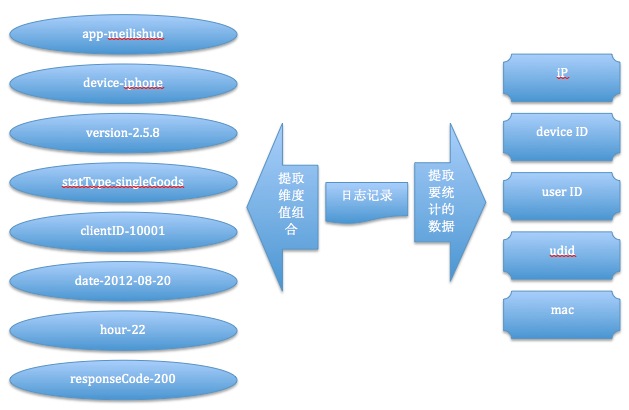 app-meilishuo
device-iphone
version-2.5.8
statType-singleGoods
clientID-10001
date-2012-08-20
hour-22
responseCode-200
提取
维度
值组
合
日志记录
提取
要统
计的
数据
iP
device ID
user ID
udid
mac